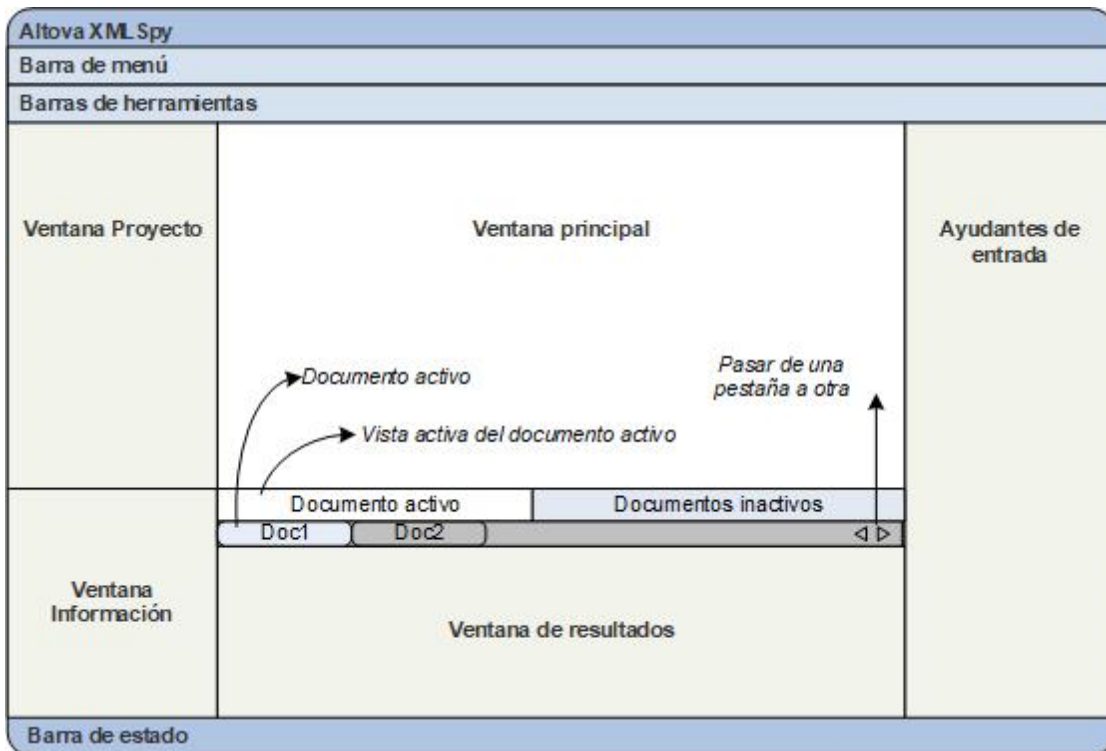 Altova XMLSpy
Barra de menú
Barras de herramientas
Ventana Proyecto
Ventana principal
Ayudantes de
entrada
Documento activo
Pasar de una
pestaña a otra
Vista activa del documento activo
Documento activo
Documentos inactivos
Doc1
Doc2
Ventana
Información
Ventana de resultados
Barra de estado